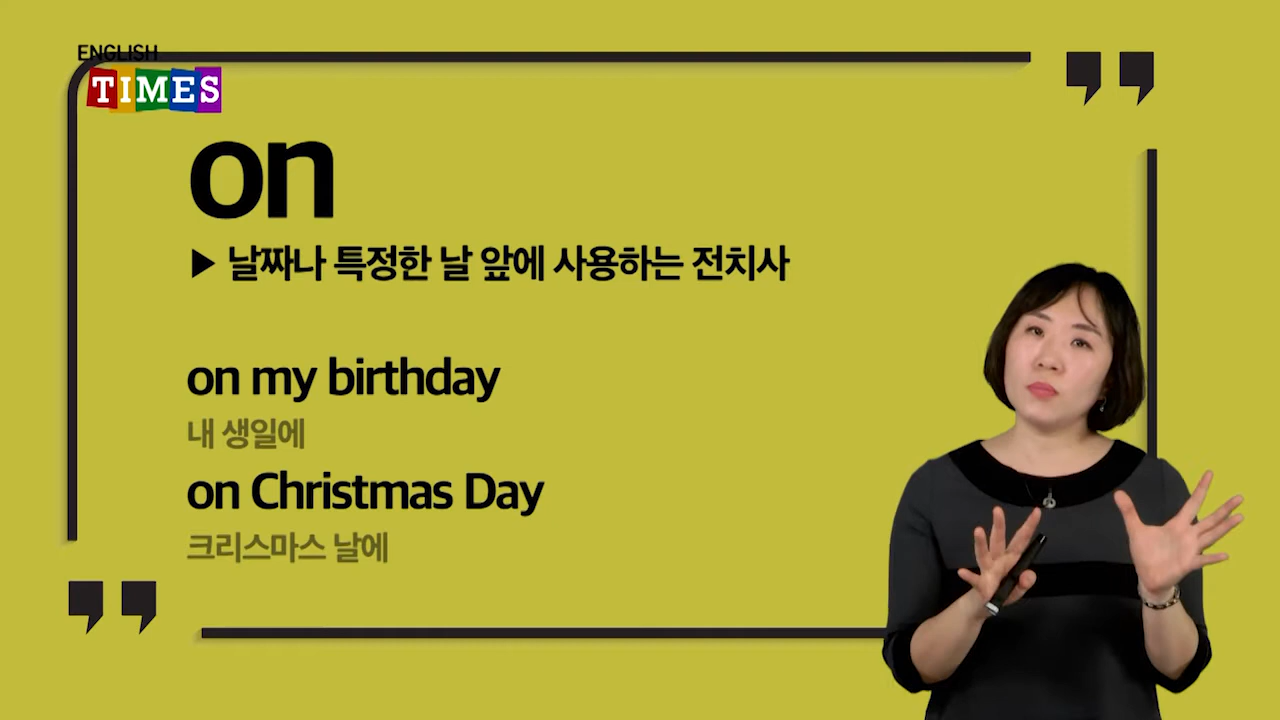 ENGLISH
TIMES
on
▶ 날짜나 특정한 날 앞에 사용하는 전치사
on my birthday
내 생일에
on Christmas Day
크리스마스 날에